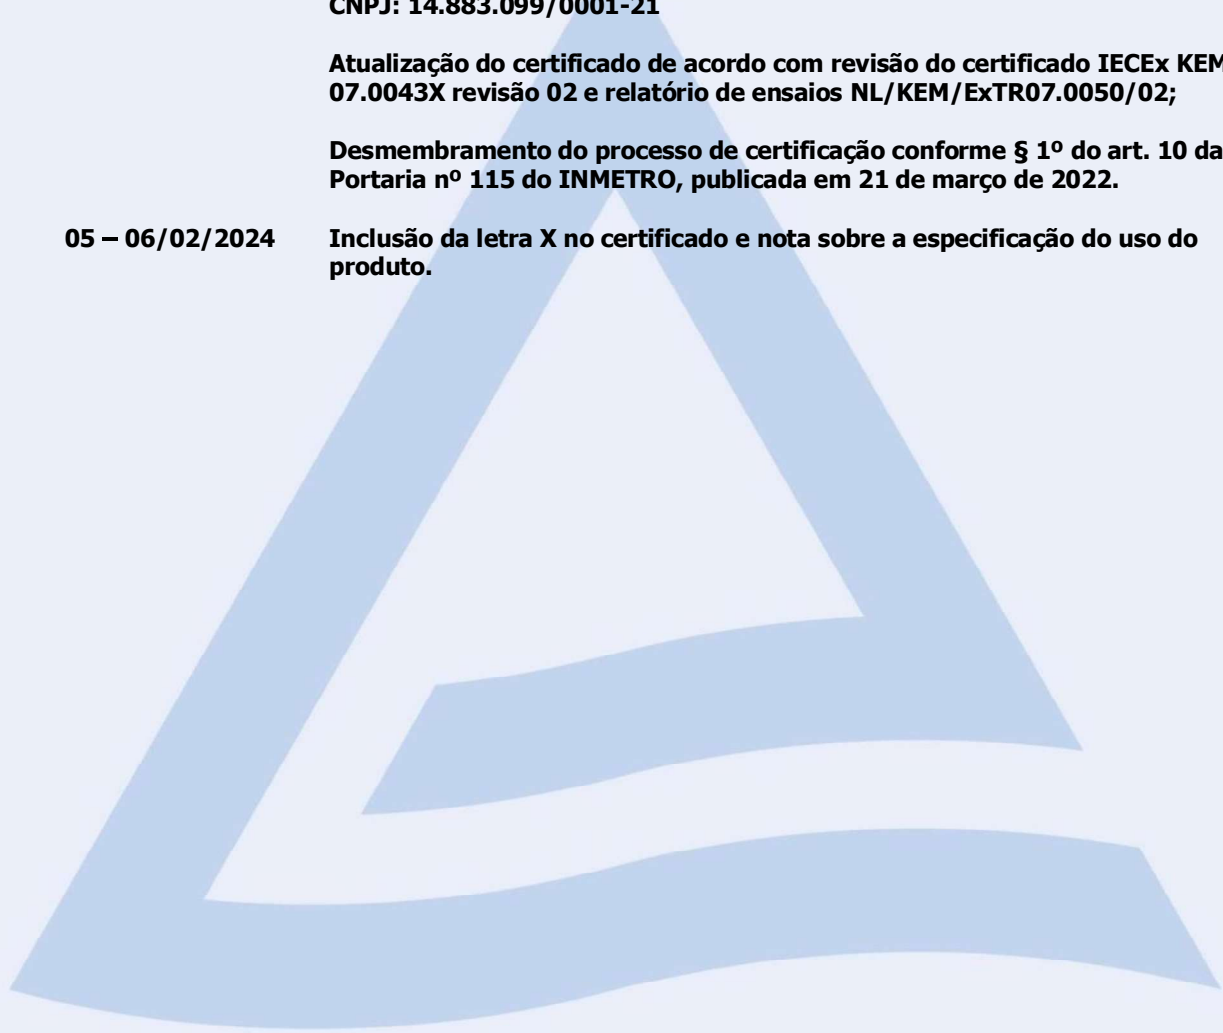 CNPJ: 14.883.099/0001-21
Atualização do certificado de acordo com revisão do certificado IECEx KEM
07.0043X revisão 02 e relatório de ensaios NL/KEM/ExTR07.0050/02;
Desmembramento do processo de certificação conforme § 1º do art. 10 da
Portaria nº 115 do INMETRO, publicada em 21 de março de 2022.
05 – 06/02/2024 Inclusão da letra X no certificado e nota sobre a especificação do uso do
produto.